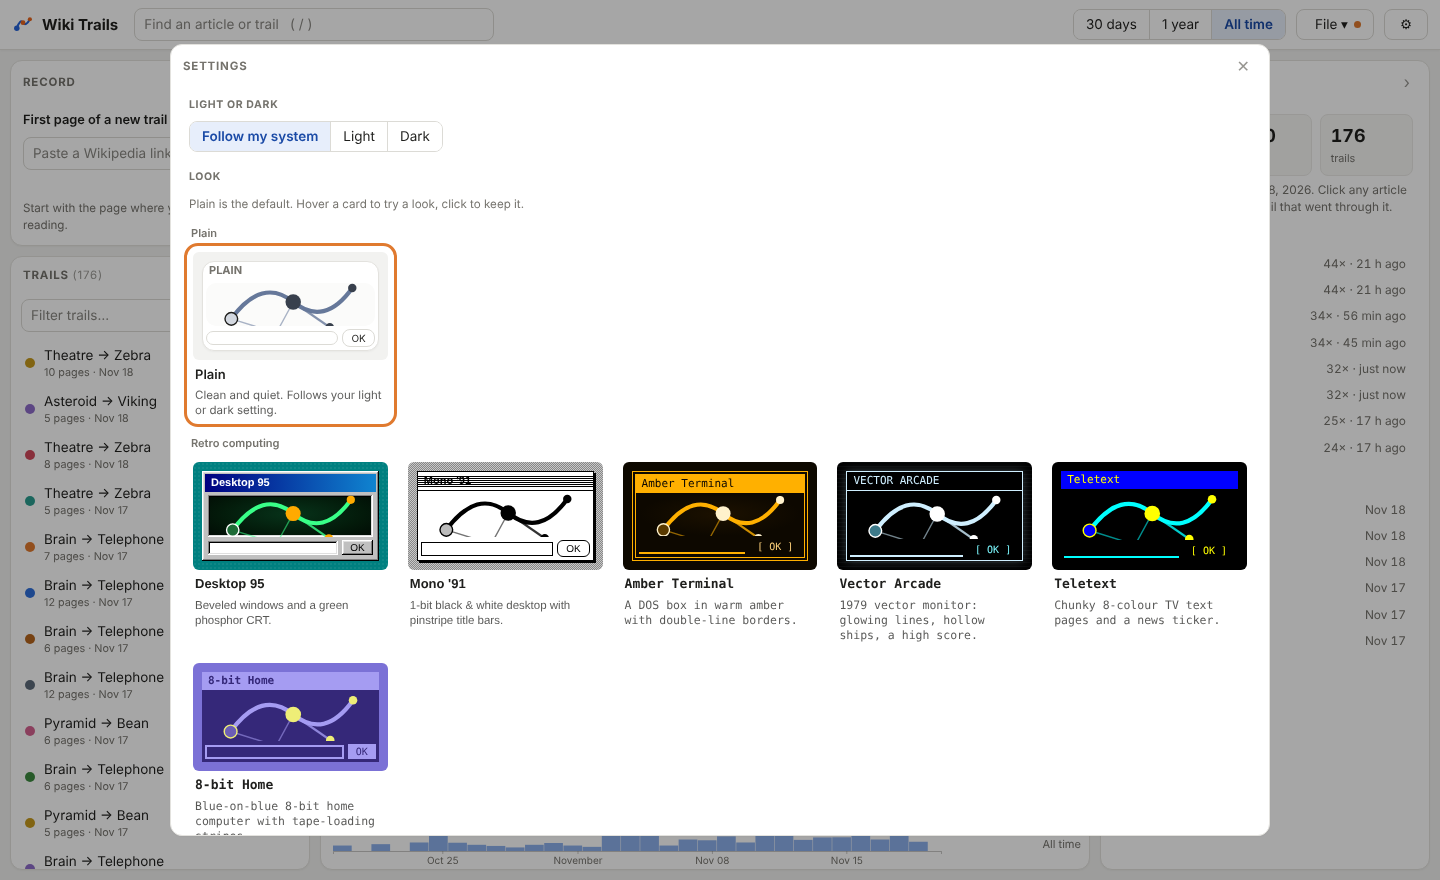 Wiki Trails
Find an article or trail ( / )
30 days
1 year
All time
File ▾
RECORD
First page of a new trail
Paste a Wikipedia link
Start with the page where
reading.
TRAILS (176)
Filter trails...
Theatre → Zebra
10 pages · Nov 18
Asteroid → Viking
5 pages · Nov 18
Theatre → Zebra
8 pages · Nov 18
Theatre → Zebra
5 pages · Nov 17
Brain → Telephone
7 pages · Nov 17
Brain → Telephone
12 pages · Nov 17
Brain → Telephone
6 pages · Nov 17
Brain → Telephone
12 pages · Nov 17
Pyramid → Bean
6 pages · Nov 17
Brain → Telephone
6 pages · Nov 17
Pyramid → Bean
5 pages · Nov 17
Brain → Telephone
SETTINGS
LIGHT OR DARK
Follow my system
Light
Dark
LOOK
Plain is the default. Hover a card to try a look, click to keep it.
Plain
PLAIN
OK
Plain
Clean and quiet. Follows your light
or dark setting.
Retro computing
Desktop 95
OK
Desktop 95
Beveled windows and a green
phosphor CRT.
Mono '91
OK
Mono '91
1-bit black & white desktop with
pinstripe title bars.
Amber Terminal
[ OK ]
Amber Terminal
A DOS box in warm amber
with double-line borders.
VECTOR ARCADE
[ OK ]
Vector Arcade
1979 vector monitor:
glowing lines, hollow
ships, a high score.
Teletext
[ OK ]
Teletext
Chunky 8-colour TV text
pages and a news ticker.
8-bit Home
OK
8-bit Home
Blue-on-blue 8-bit home
computer with tape-loading
176
trails
8, 2026. Click any article
il that went through it.
44× · 21 h ago
44× · 21 h ago
34× · 56 min ago
34× · 45 min ago
32× · just now
32× · just now
25× · 17 h ago
24× · 17 h ago
Nov 18
Nov 18
Nov 18
Nov 17
Nov 17
Nov 17
Oct 25
November
Nov 08
Nov 15
All time